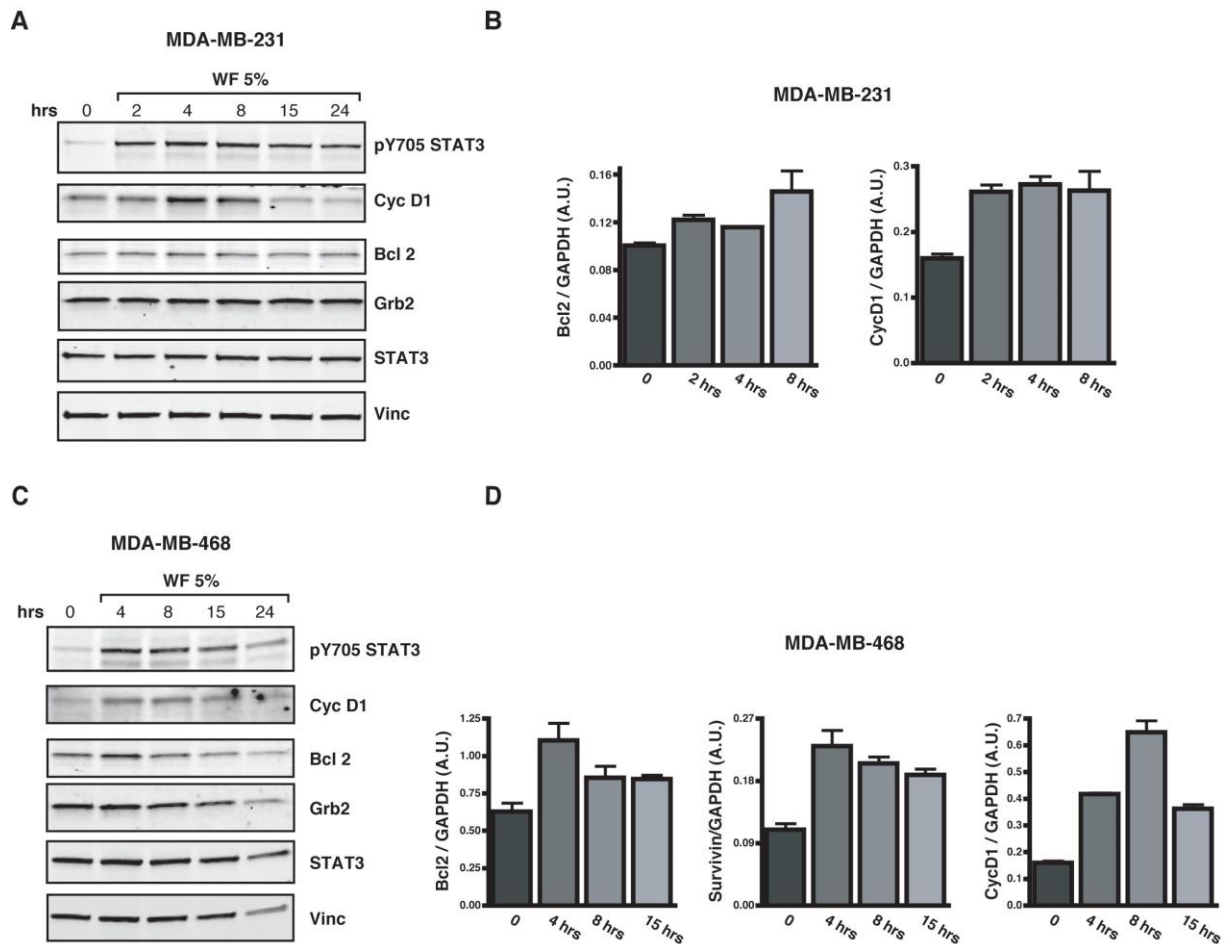 A
MDA-MB-231
WF 5%
hrs 0 2 4 8 15 24
pY705 STAT3
Cyc D1
Bcl 2
Grb2
STAT3
Vinc
B
MDA-MB-231
Bcl2 / GAPDH (A.U.)
0.16
0.12
0.08
0.04
0.00
0 2 hrs 4 hrs 8 hrs
CycD1 / GAPDH (A.U.)
0.3
0.2
0.1
0.0
0 2 hrs 4 hrs 8 hrs
C
MDA-MB-468
WF 5%
hrs 0 4 8 15 24
pY705 STAT3
Cyc D1
Bcl 2
Grb2
STAT3
Vinc
D
MDA-MB-468
Bcl2 / GAPDH (A.U.)
1.25
1.00
0.75
0.50
0.25
0.00
0 4 hrs 8 hrs 15 hrs
Survivin/GAPDH (A.U.)
0.27
0.18
0.09
0.00
0 4 hrs 8 hrs 15 hrs
CycD1 / GAPDH (A.U.)
0.7
0.6
0.5
0.4
0.3
0.2
0.1
0.0
0 4 hrs 8 hrs 15 hrs